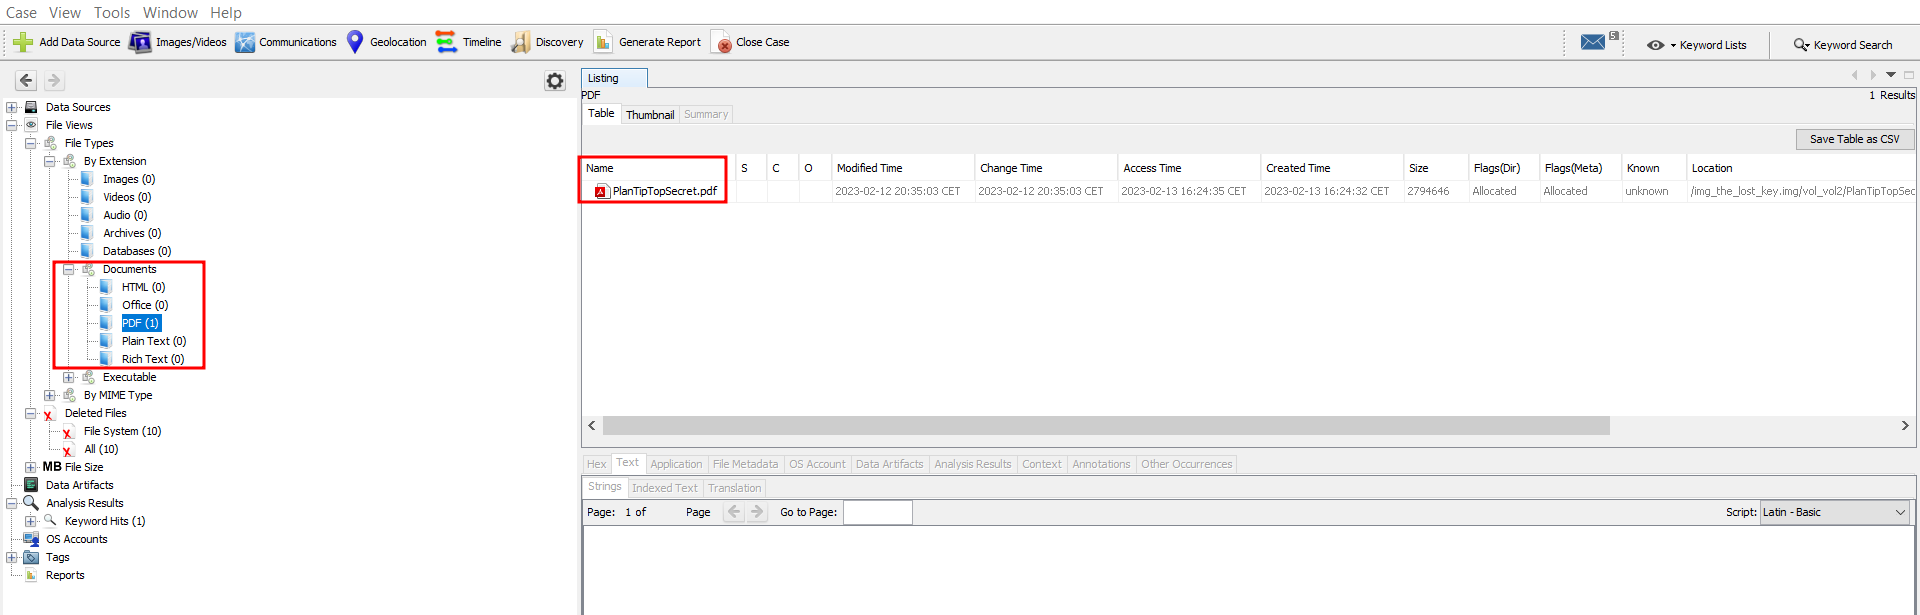 Case View Tools Window Help
Add Data Source Images/Videos Communications Geolocation Timeline Discovery Generate Report Close Case 5 Keyword Lists Keyword Search
Data Sources
File Views
File Types
By Extension
Images (0)
Videos (0)
Audio (0)
Archives (0)
Databases (0)
Documents
HTML (0)
Office (0)
PDF (1)
Plain Text (0)
Rich Text (0)
Executable
By MIME Type
Deleted Files
File System (10)
All (10)
MB File Size
Data Artifacts
Analysis Results
Keyword Hits (1)
OS Accounts
Tags
Reports
Listing
PDF 1 Results
Table Thumbnail Summary
Save Table as CSV
Name S C O Modified Time Change Time Access Time Created Time Size Flags(Dir) Flags(Meta) Known Location
PlanTipTopSecret.pdf 2023-02-12 20:35:03 CET 2023-02-12 20:35:03 CET 2023-02-13 16:24:35 CET 2023-02-13 16:24:32 CET 2794646 Allocated Allocated unknown /img_the_lost_key.img/vol_vol2/PlanTipTopSec
Hex Text Application File Metadata OS Account Data Artifacts Analysis Results Context Annotations Other Occurrences
Strings Indexed Text Translation
Page: 1 of Page Go to Page: Script: Latin - Basic